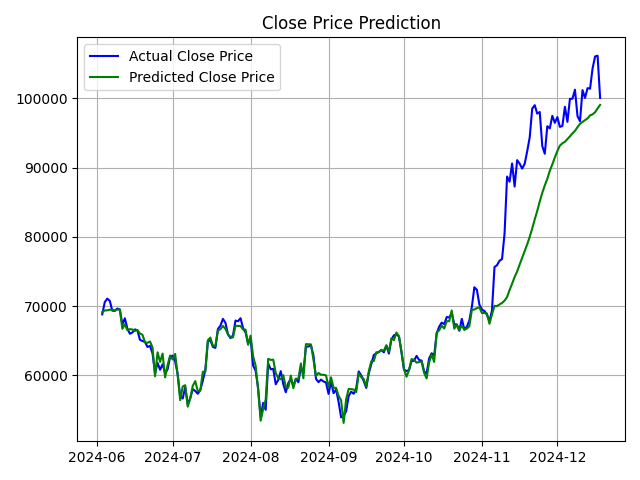 Close Price Prediction
Actual Close Price
Predicted Close Price
100000
90000
80000
70000
60000
2024-06 2024-07 2024-08 2024-09 2024-10 2024-11 2024-12